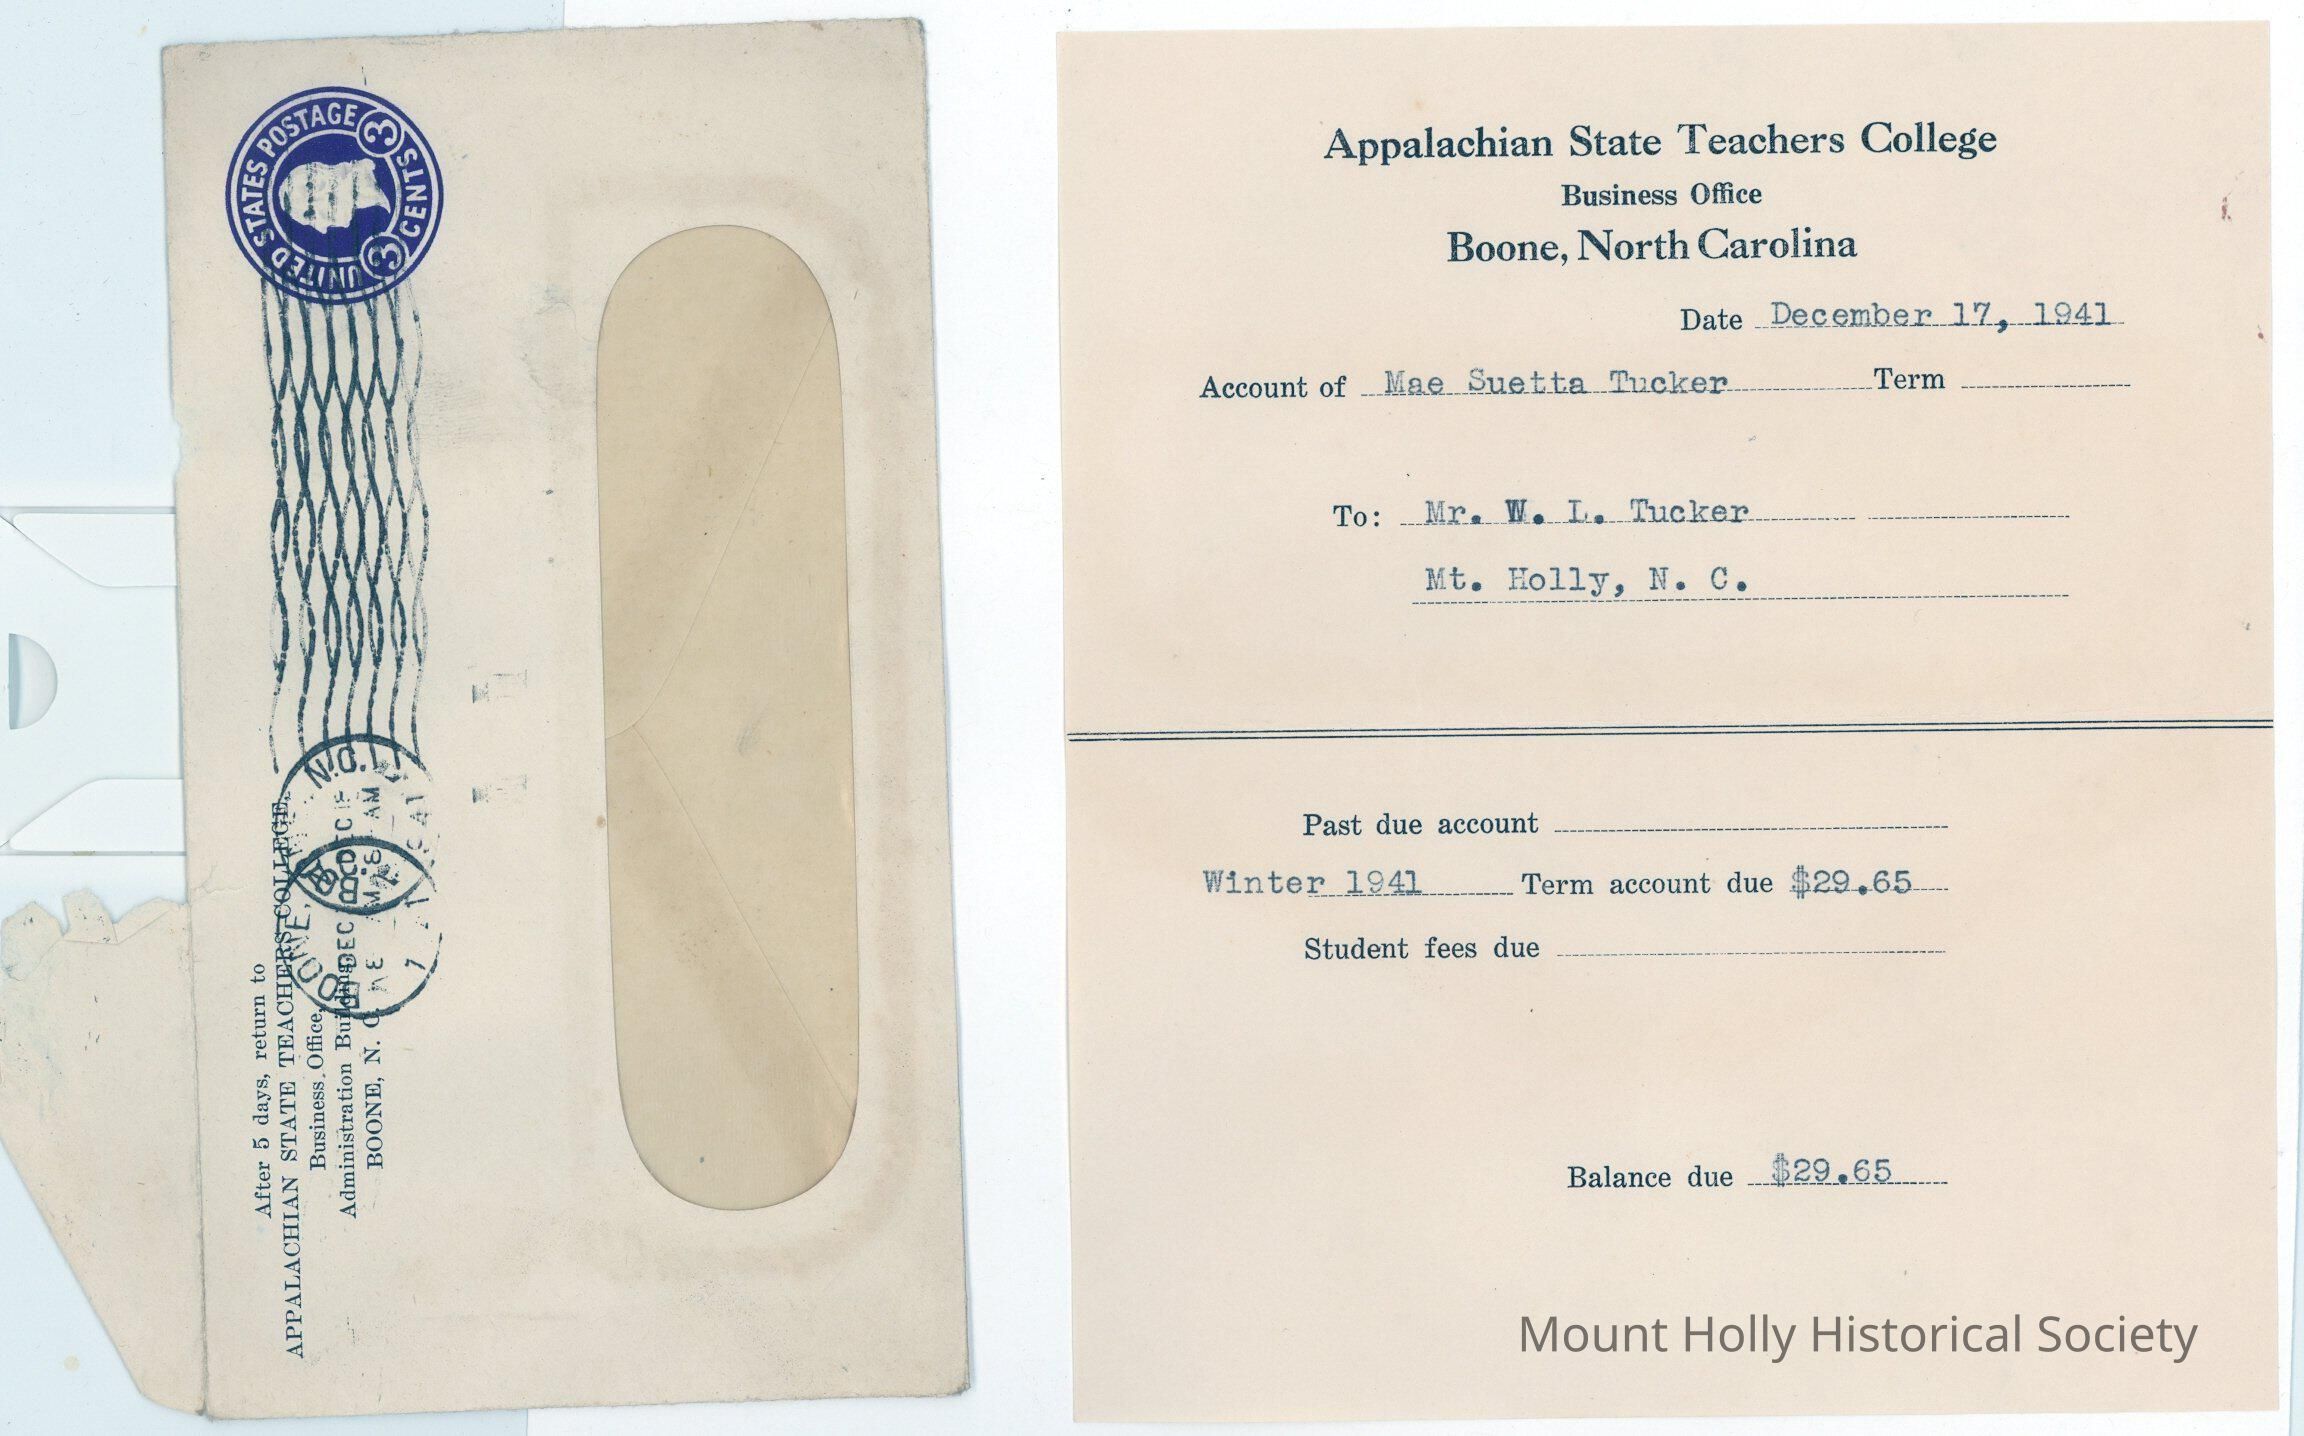 UNITED STATES POSTAGE
3 CENTS 3
BOONE, N.C.
DEC
AM
After 5 days, return to
APPALACHIAN STATE TEACHERS COLLEGE,
Business Office,
Administration Building
BOONE, N. C.
Appalachian State Teachers College
Business Office
Boone, North Carolina
Date December 17, 1941
Account of Mae Suetta Tucker Term
To: Mr. W. L. Tucker
Mt. Holly, N. C.
Past due account
Winter 1941 Term account due $29.65
Student fees due
Balance due $29.65
Mount Holly Historical Society